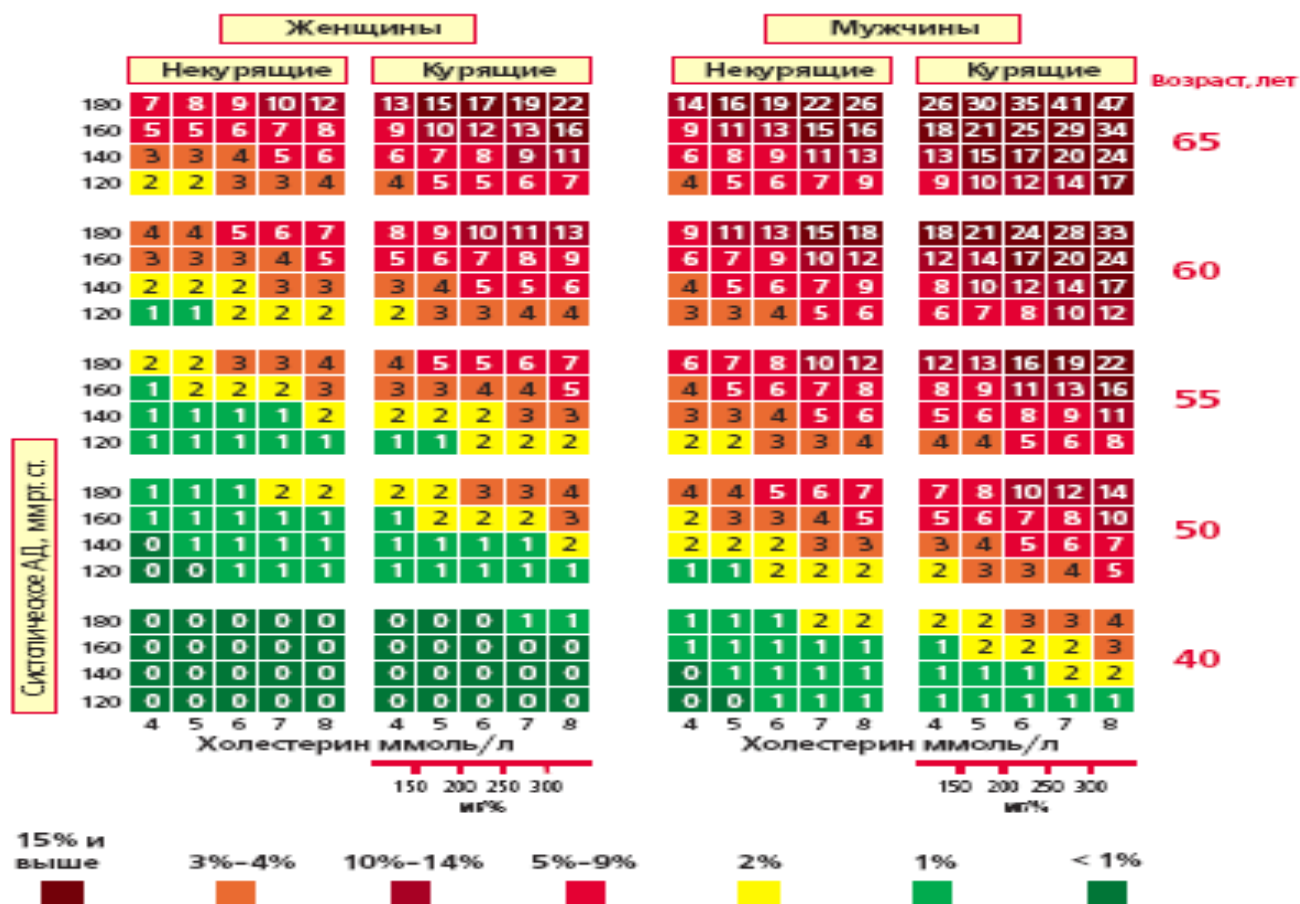 Женщины Мужчины
Некурящие Курящие Некурящие Курящие
Возраст, лет
180 7 8 9 10 12 13 15 17 19 22 14 16 19 22 26 26 30 35 41 47
160 5 5 6 7 8 9 10 12 13 16 9 11 13 15 16 18 21 25 29 34
65
140 3 3 4 5 6 6 7 8 9 11 6 8 9 11 13 13 15 17 20 24
120 2 2 3 3 4 4 5 5 6 7 4 5 6 7 9 9 10 12 14 17
180 4 4 5 6 7 8 9 10 11 13 9 11 13 15 18 18 21 24 28 33
160 3 3 3 4 5 5 6 7 8 9 6 7 9 10 12 12 14 17 20 24
60
140 2 2 2 3 3 3 4 5 5 6 4 5 6 7 9 8 10 12 14 17
120 1 1 2 2 2 2 3 3 4 4 3 3 4 5 6 6 7 8 10 12
180 2 2 3 3 4 4 5 5 6 7 6 7 8 10 12 12 13 16 19 22
160 1 2 2 2 3 3 3 4 4 5 4 5 6 7 8 8 9 11 13 16
55
140 1 1 1 1 2 2 2 2 3 3 3 3 4 5 6 5 6 8 9 11
120 1 1 1 1 1 1 1 2 2 2 2 2 3 3 4 4 4 5 6 8
180 1 1 1 2 2 2 2 3 3 4 4 4 5 6 7 7 8 10 12 14
160 1 1 1 1 1 1 2 2 2 3 2 3 3 4 5 5 6 7 8 10
50
140 0 1 1 1 1 1 1 1 1 2 2 2 2 3 3 3 4 5 6 7
120 0 0 1 1 1 1 1 1 1 1 1 1 2 2 2 2 3 3 4 5
180 0 0 0 0 0 0 0 0 1 1 1 1 1 2 2 2 2 3 3 4
160 0 0 0 0 0 0 0 0 0 0 1 1 1 1 1 1 2 2 2 3
40
140 0 0 0 0 0 0 0 0 0 0 0 1 1 1 1 1 1 1 2 2
120 0 0 0 0 0 0 0 0 0 0 0 0 1 1 1 1 1 1 1 1
4 5 6 7 8 4 5 6 7 8 4 5 6 7 8 4 5 6 7 8
Систолическое АД, мм рт. ст.
Холестерин ммоль/л Холестерин ммоль/л
150 200 250 300 150 200 250 300
мг% мг%
15% и
выше 3%–4% 10%–14% 5%–9% 2% 1% < 1%